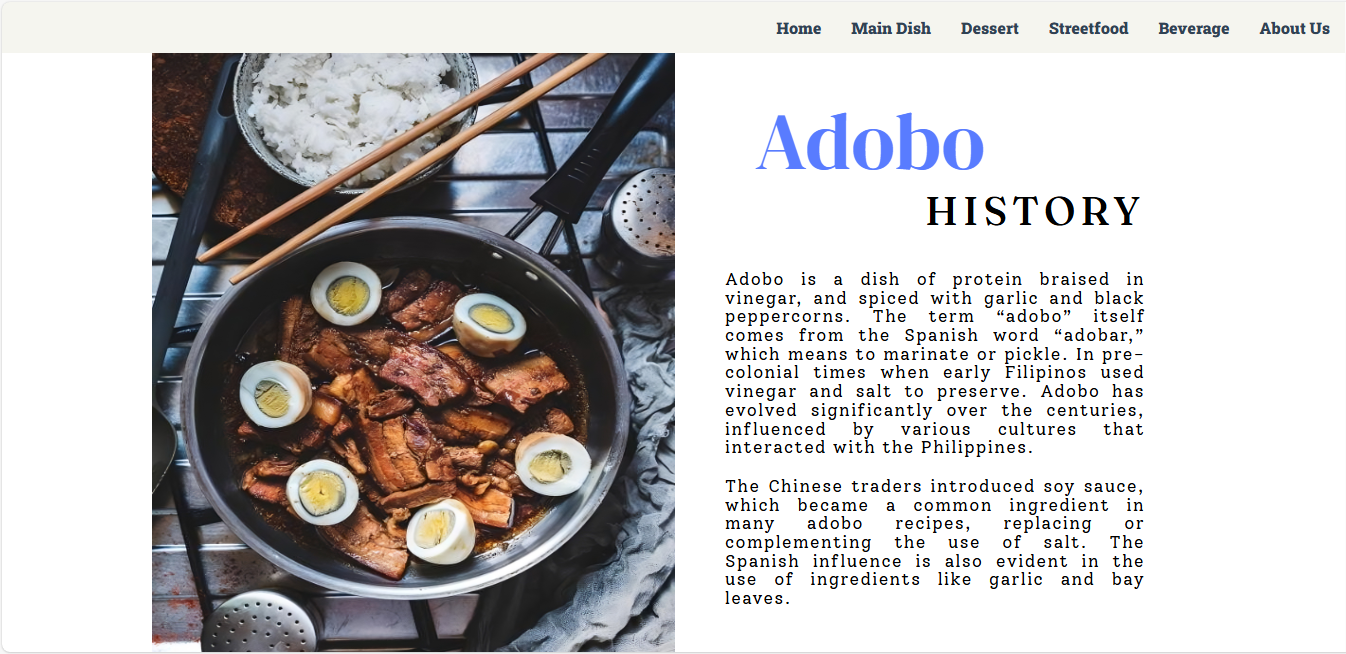 Home Main Dish Dessert Streetfood Beverage About Us
Adobo
HISTORY
Adobo is a dish of protein braised in
vinegar, and spiced with garlic and black
peppercorns. The term “adobo” itself
comes from the Spanish word “adobar,”
which means to marinate or pickle. In pre-
colonial times when early Filipinos used
vinegar and salt to preserve. Adobo has
evolved significantly over the centuries,
influenced by various cultures that
interacted with the Philippines.
The Chinese traders introduced soy sauce,
which became a common ingredient in
many adobo recipes, replacing or
complementing the use of salt. The
Spanish influence is also evident in the
use of ingredients like garlic and bay
leaves.